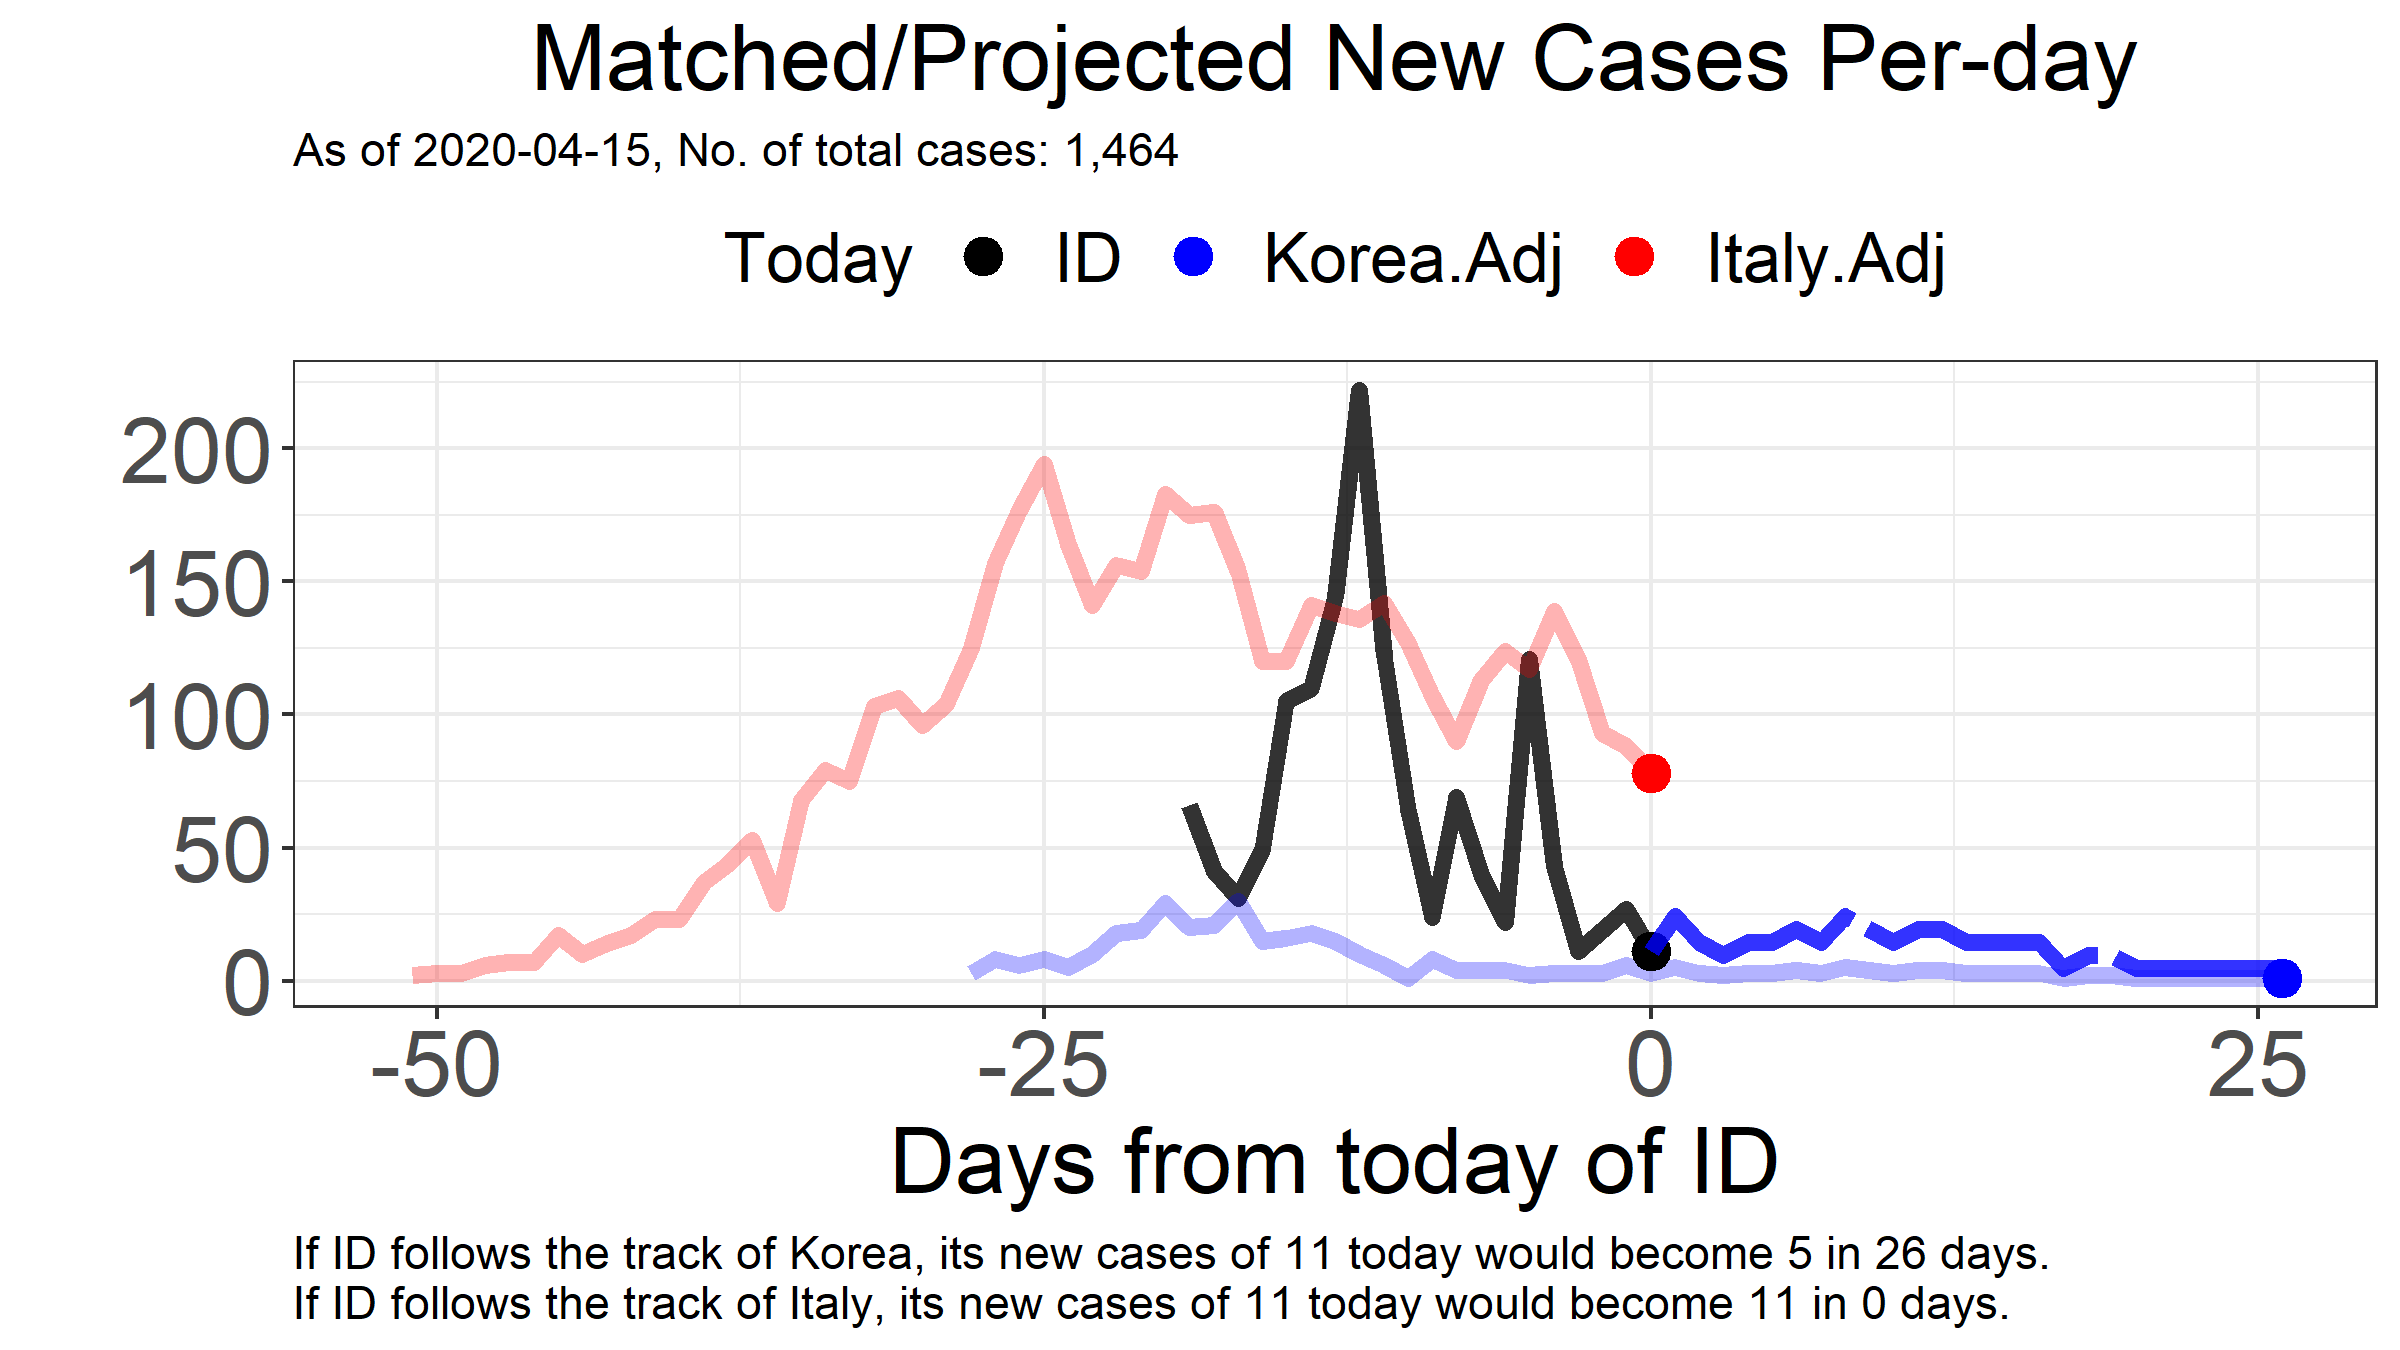 Matched/Projected New Cases Per-day
As of 2020-04-15, No. of total cases: 1,464
Today ID Korea.Adj Italy.Adj
200
150
100
50
0
-50 -25 0 25
Days from today of ID
If ID follows the track of Korea, its new cases of 11 today would become 5 in 26 days.
If ID follows the track of Italy, its new cases of 11 today would become 11 in 0 days.